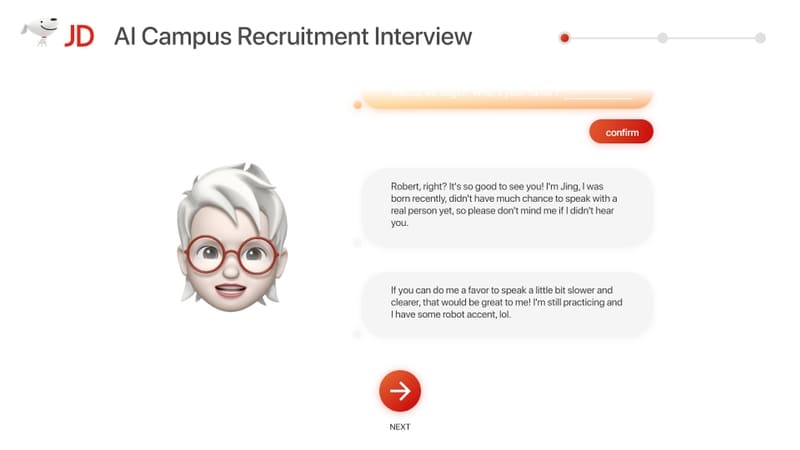 JD AI Campus Recruitment Interview
confirm
Robert, right? It's so good to see you! I'm Jing, I was
born recently, didn't have much chance to speak with a
real person yet, so please don't mind me if I didn't hear
you.
If you can do me a favor to speak a little bit slower and
clearer, that would be great to me! I'm still practicing and
I have some robot accent, lol.
NEXT